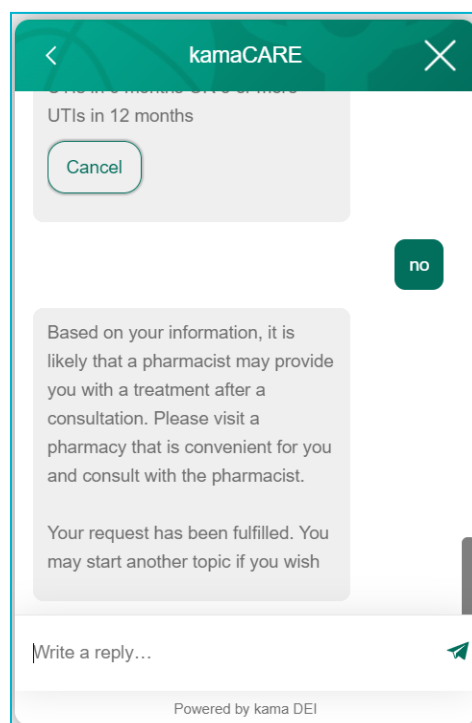 kamaCARE
UTIs in 12 months
Cancel
no
Based on your information, it is
likely that a pharmacist may provide
you with a treatment after a
consultation. Please visit a
pharmacy that is convenient for you
and consult with the pharmacist.
Your request has been fulfilled. You
may start another topic if you wish
Write a reply…
Powered by kama DEI